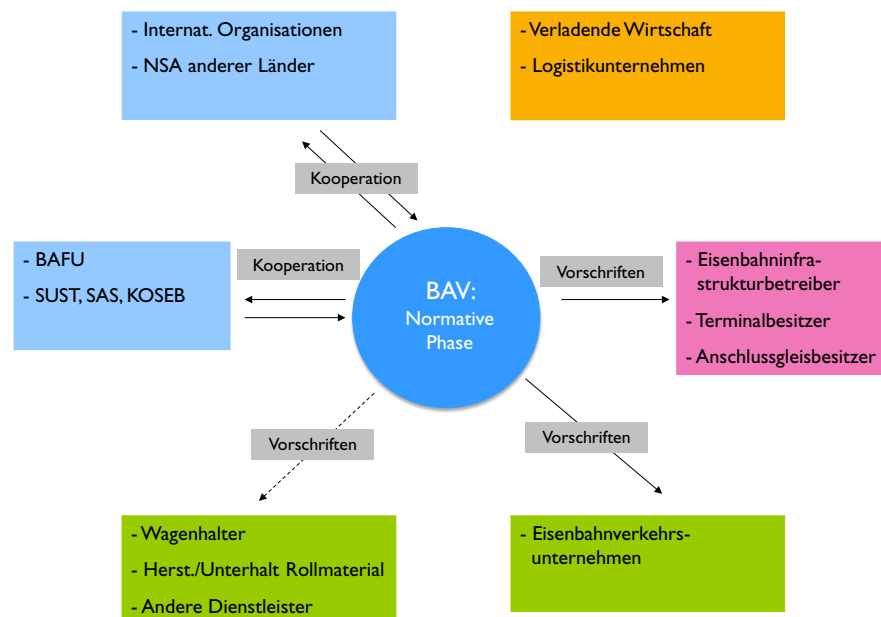 - Internat. Organisationen
- NSA anderer Länder
- Verladende Wirtschaft
- Logistikunternehmen
Kooperation
- BAFU
- SUST, SAS, KOSEB
Kooperation
BAV:
Normative
Phase
Vorschriften
- Eisenbahninfra-
strukturbetreiber
- Terminalbesitzer
- Anschlussgleisbesitzer
Vorschriften
Vorschriften
- Wagenhalter
- Herst./Unterhalt Rollmaterial
- Andere Dienstleister
- Eisenbahnverkehrs-
unternehmen